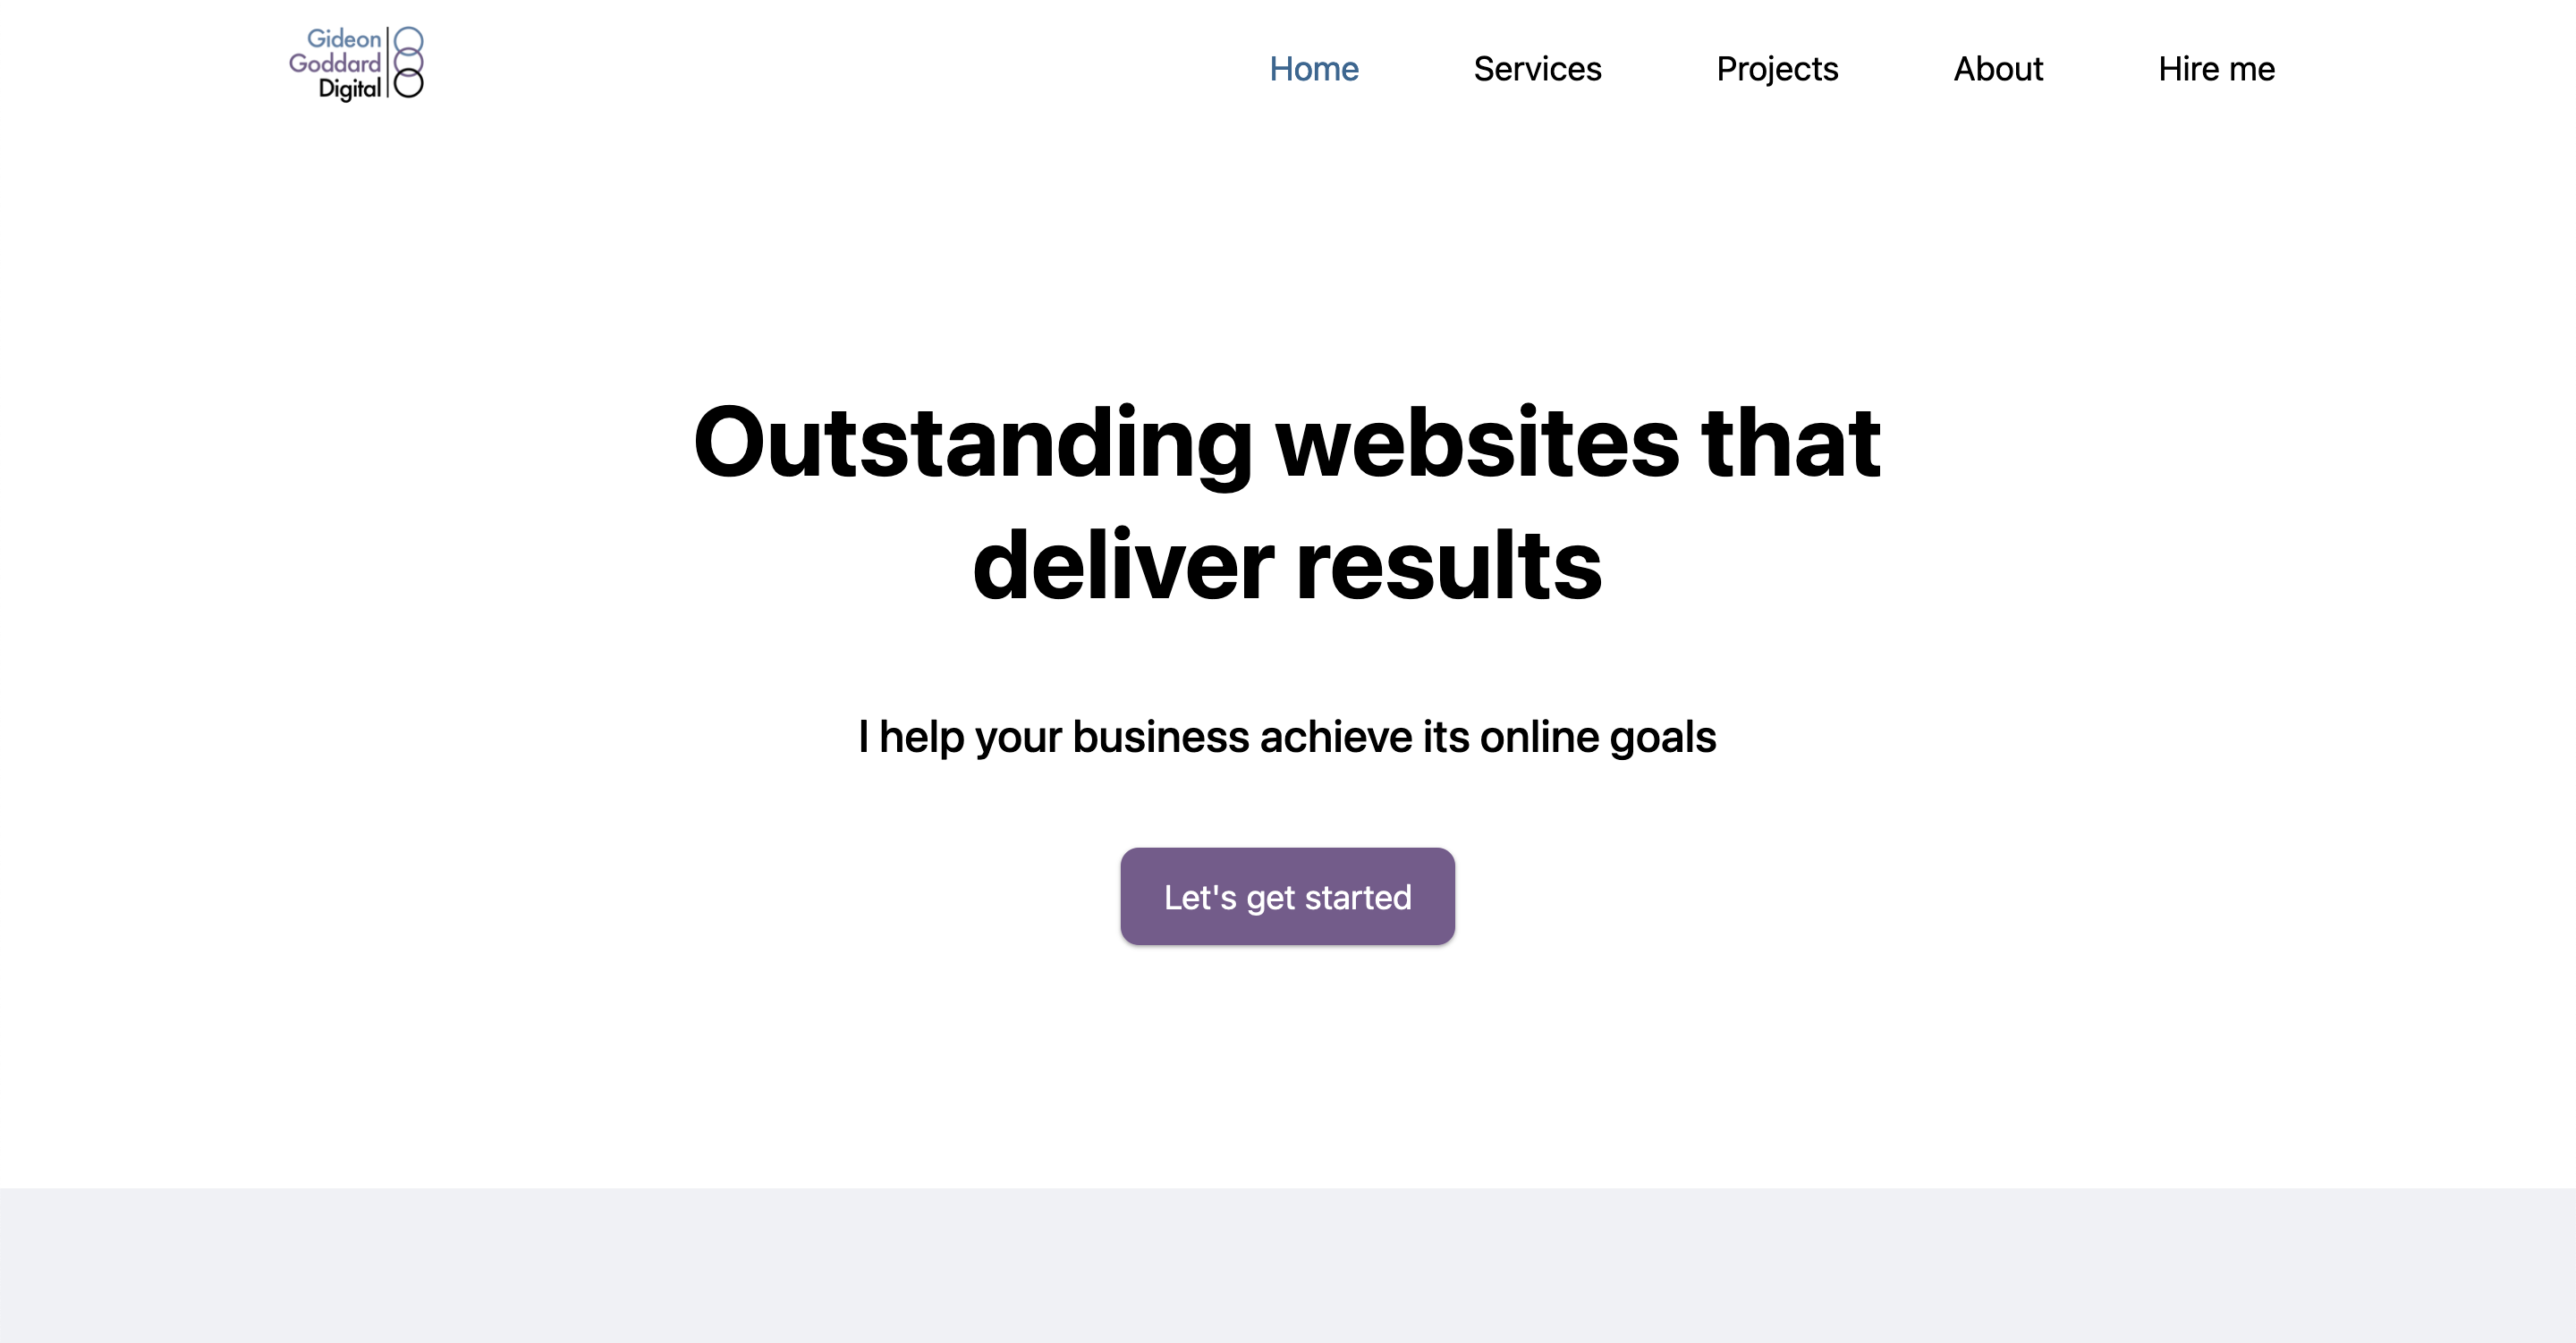 Gideon
Goddard
Digital
Home Services Projects About Hire me
Outstanding websites that
deliver results
I help your business achieve its online goals
Let's get started